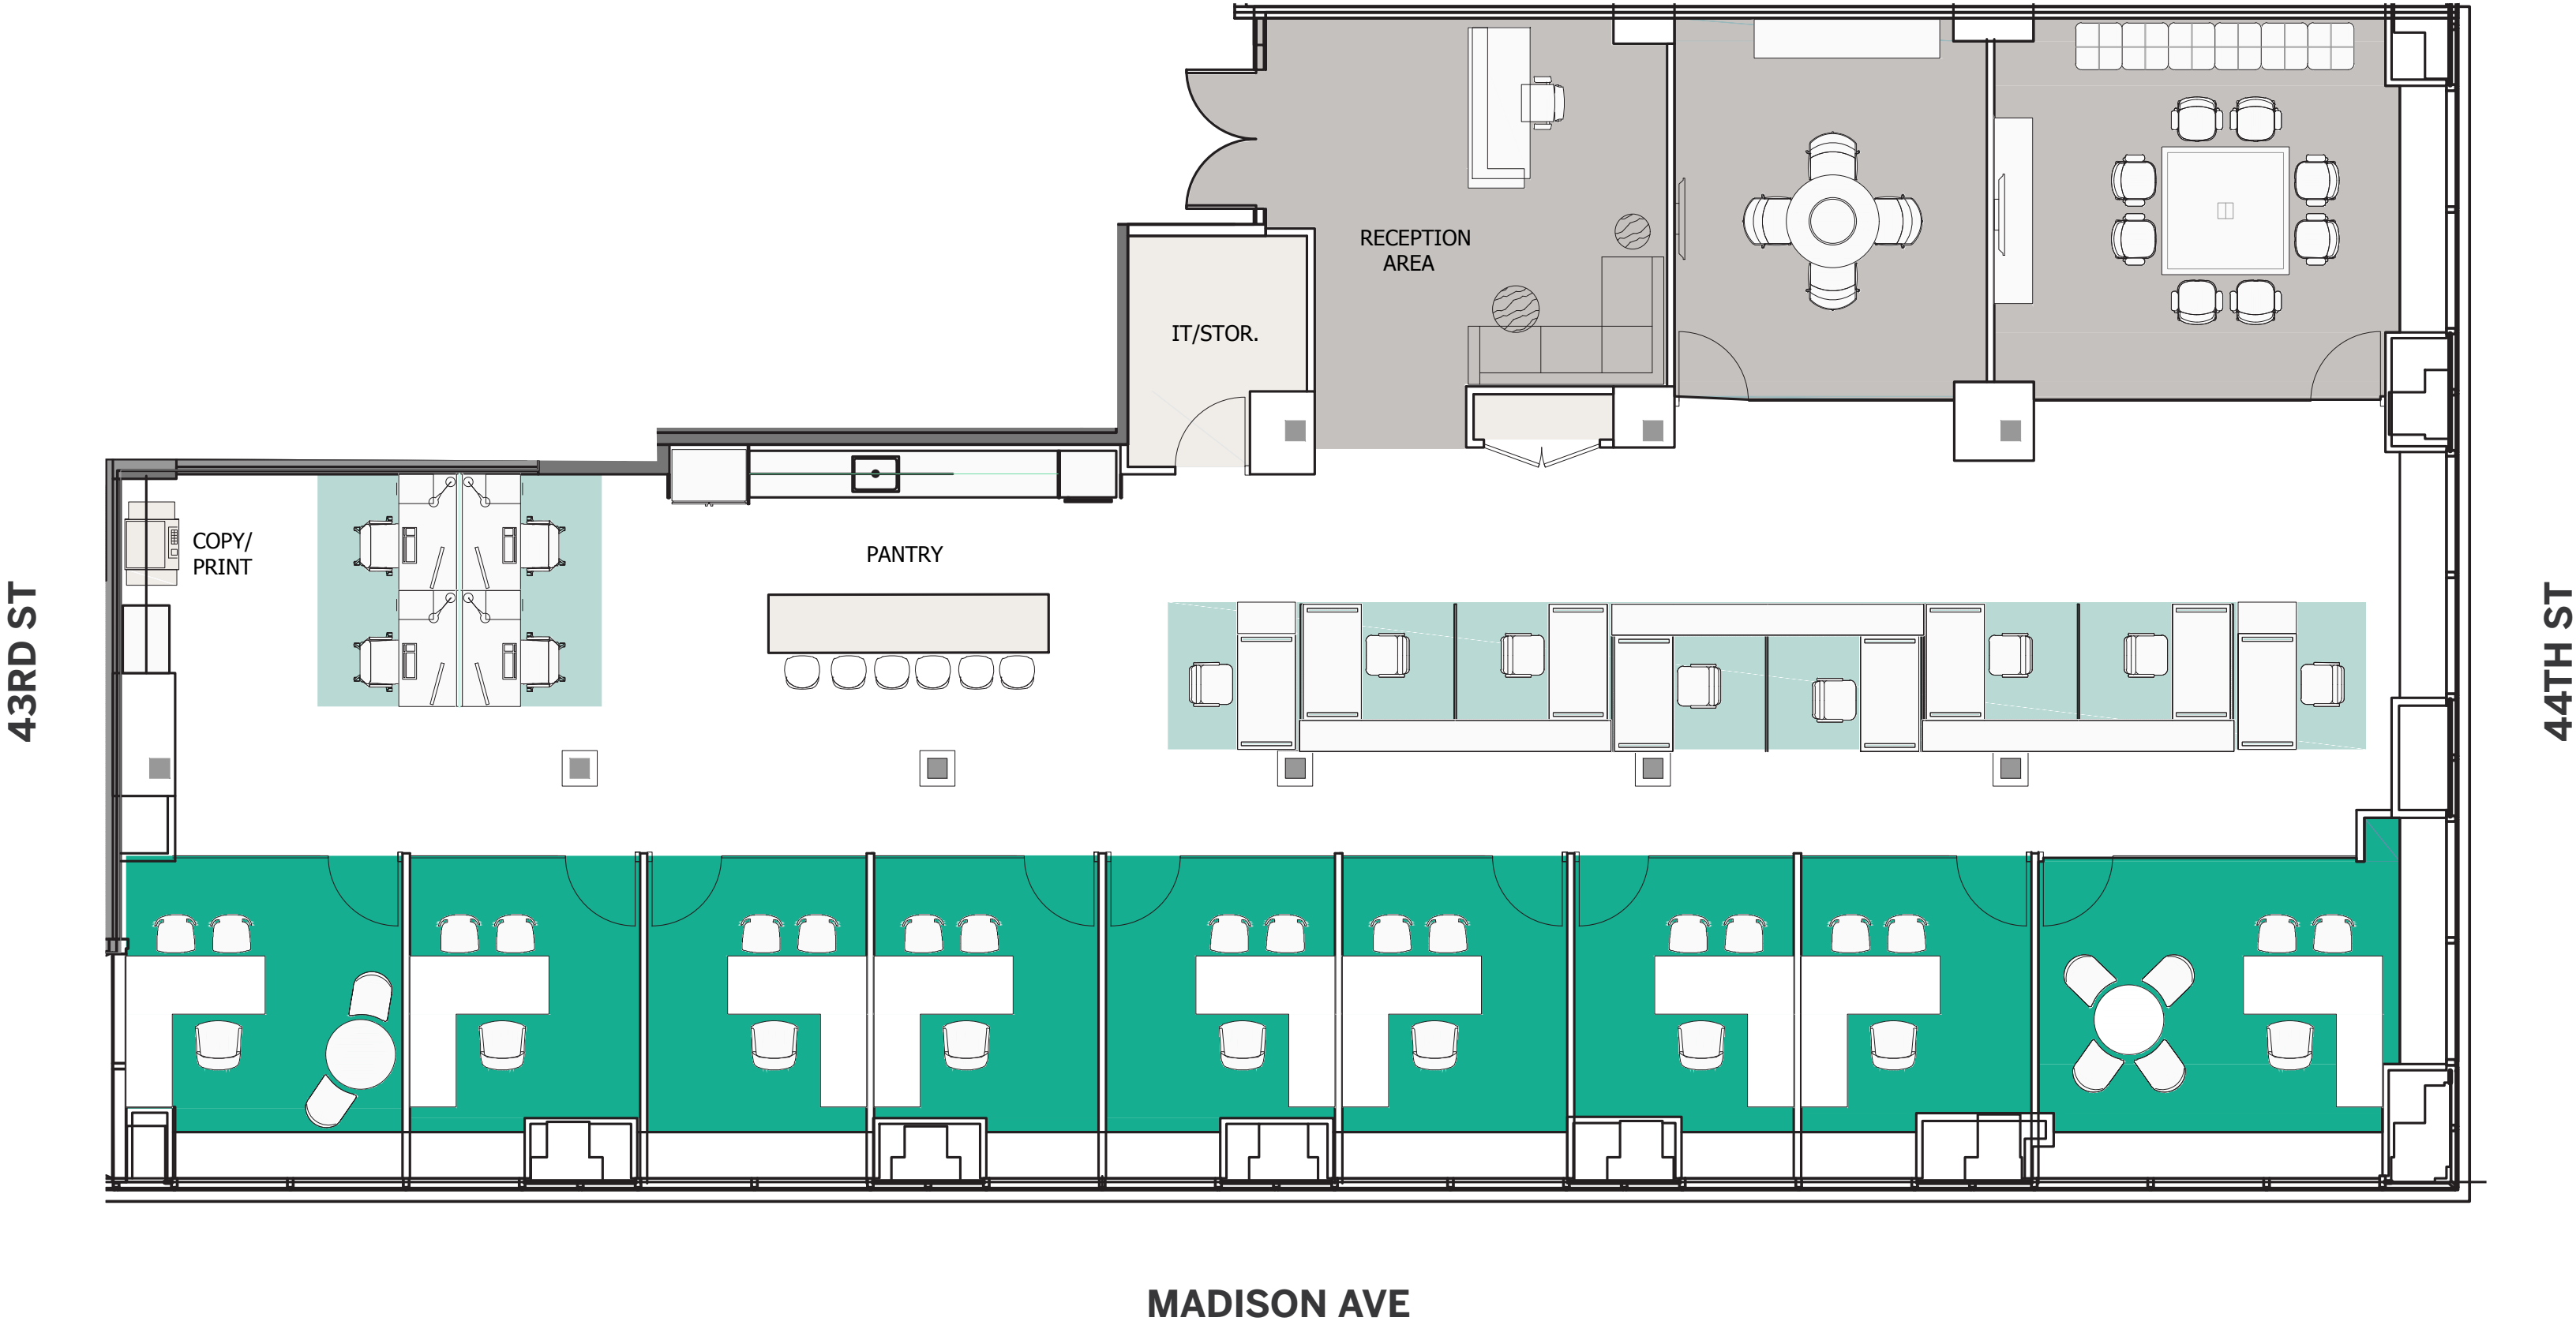 RECEPTION
AREA
IT/STOR.
COPY/
PRINT
PANTRY
43RD ST
44TH ST
MADISON AVE